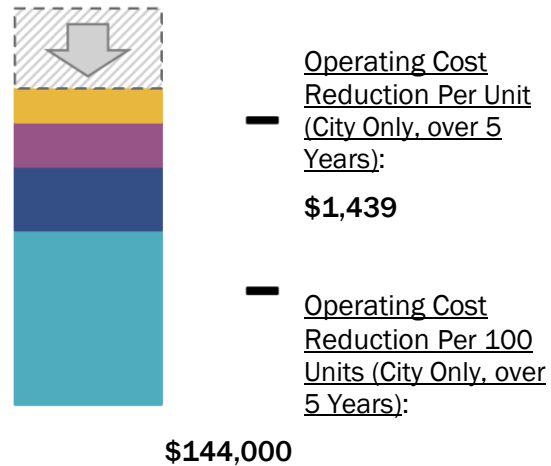 Operating Cost
Reduction Per Unit
(City Only, over 5
Years):
$1,439
Operating Cost
Reduction Per 100
Units (City Only, over
5 Years):
$144,000